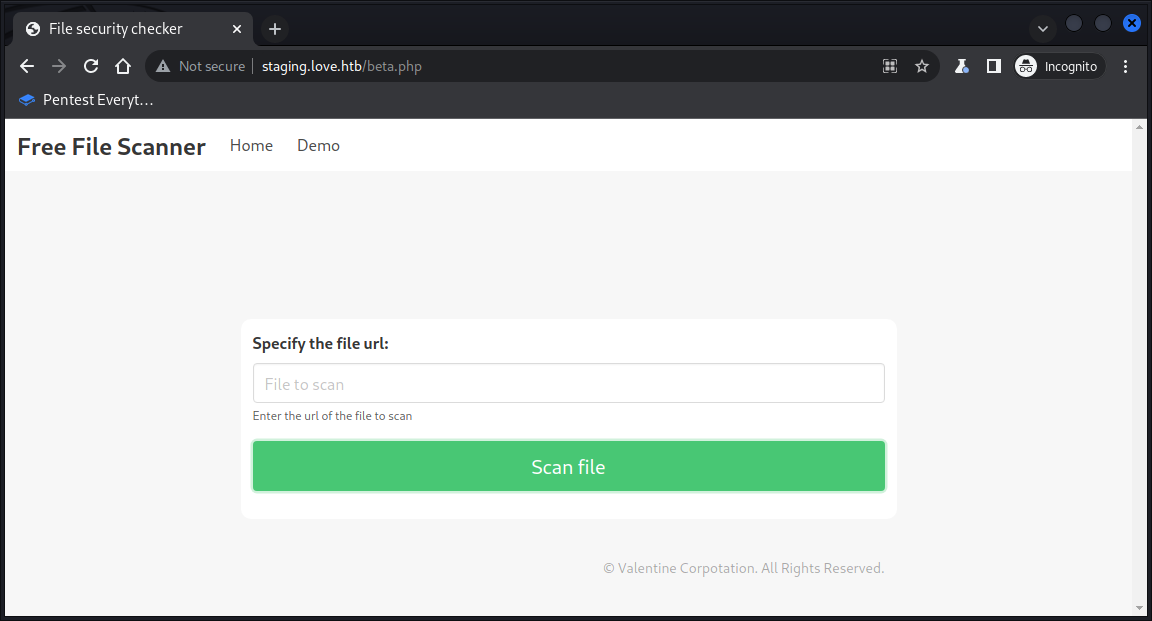 File security checker
Not secure staging.love.htb/beta.php Incognito
Pentest Everyt…
Free File Scanner Home Demo
Specify the file url:
File to scan
Enter the url of the file to scan
Scan file
© Valentine Corpotation. All Rights Reserved.